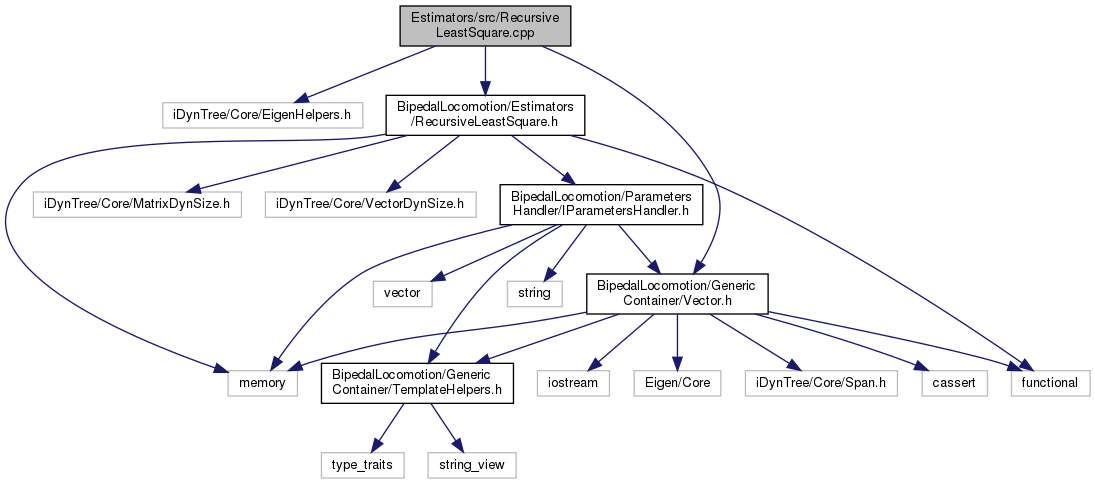 Estimators/src/Recursive
LeastSquare.cpp
iDynTree/Core/EigenHelpers.h
BipedalLocomotion/Estimators
/RecursiveLeastSquare.h
iDynTree/Core/MatrixDynSize.h
iDynTree/Core/VectorDynSize.h
BipedalLocomotion/Parameters
Handler/IParametersHandler.h
vector
string
BipedalLocomotion/Generic
Container/Vector.h
memory
BipedalLocomotion/Generic
Container/TemplateHelpers.h
iostream
Eigen/Core
iDynTree/Core/Span.h
cassert
functional
type_traits
string_view